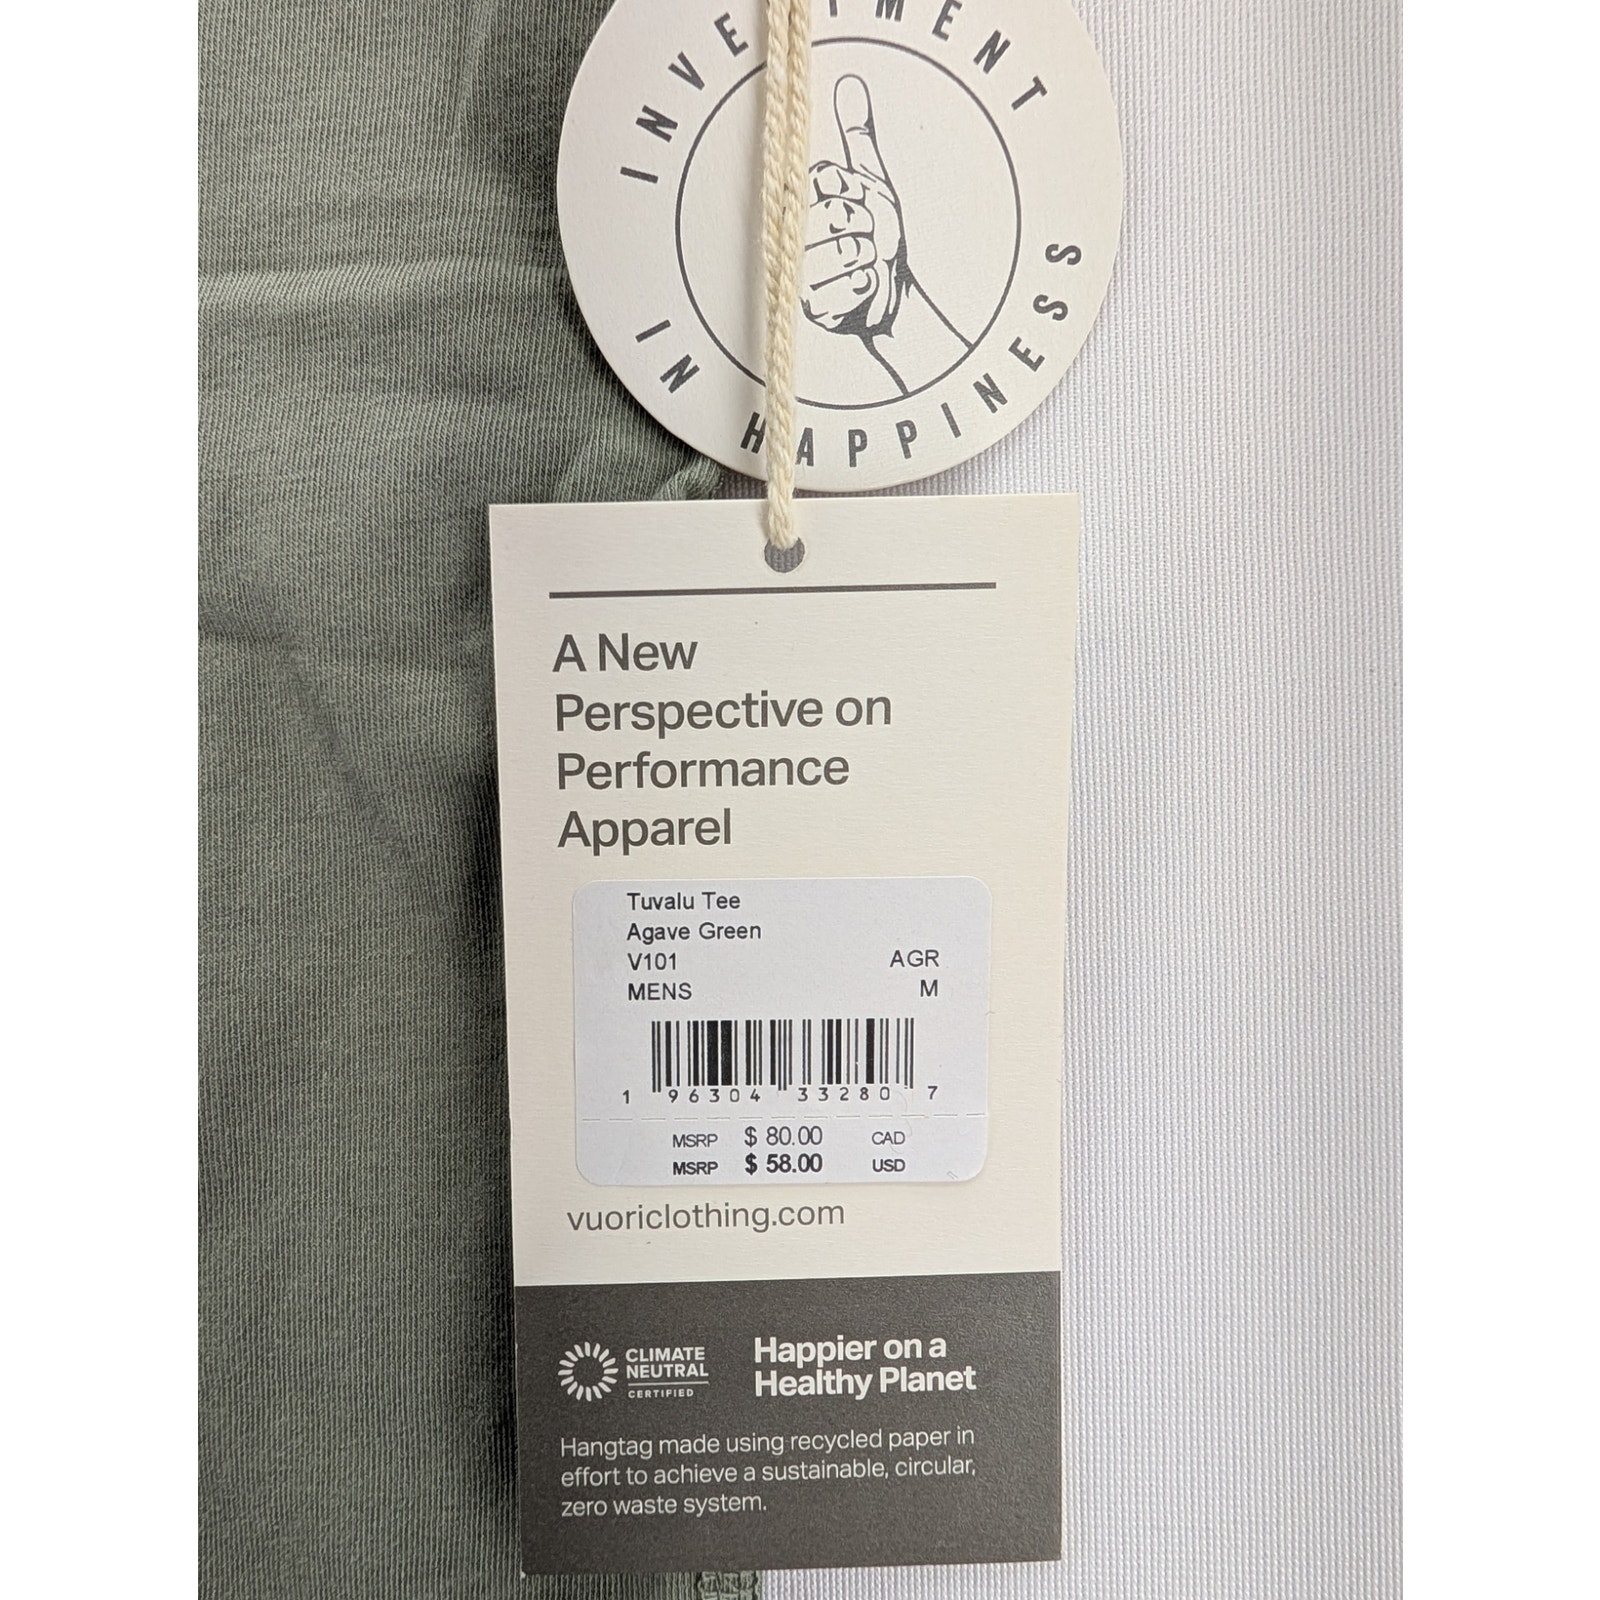 INVE TMENT
IN HAPPINESS
A New
Perspective on
Performance
Apparel
Tuvalu Tee
Agave Green
V101 AGR
MENS M
1 96304 33280 7
MSRP $ 80.00 CAD
MSRP $ 58.00 USD
vuoriclothing.com
CLIMATE
NEUTRAL
CERTIFIED
Happier on a
Healthy Planet
Hangtag made using recycled paper in
effort to achieve a sustainable, circular,
zero waste system.